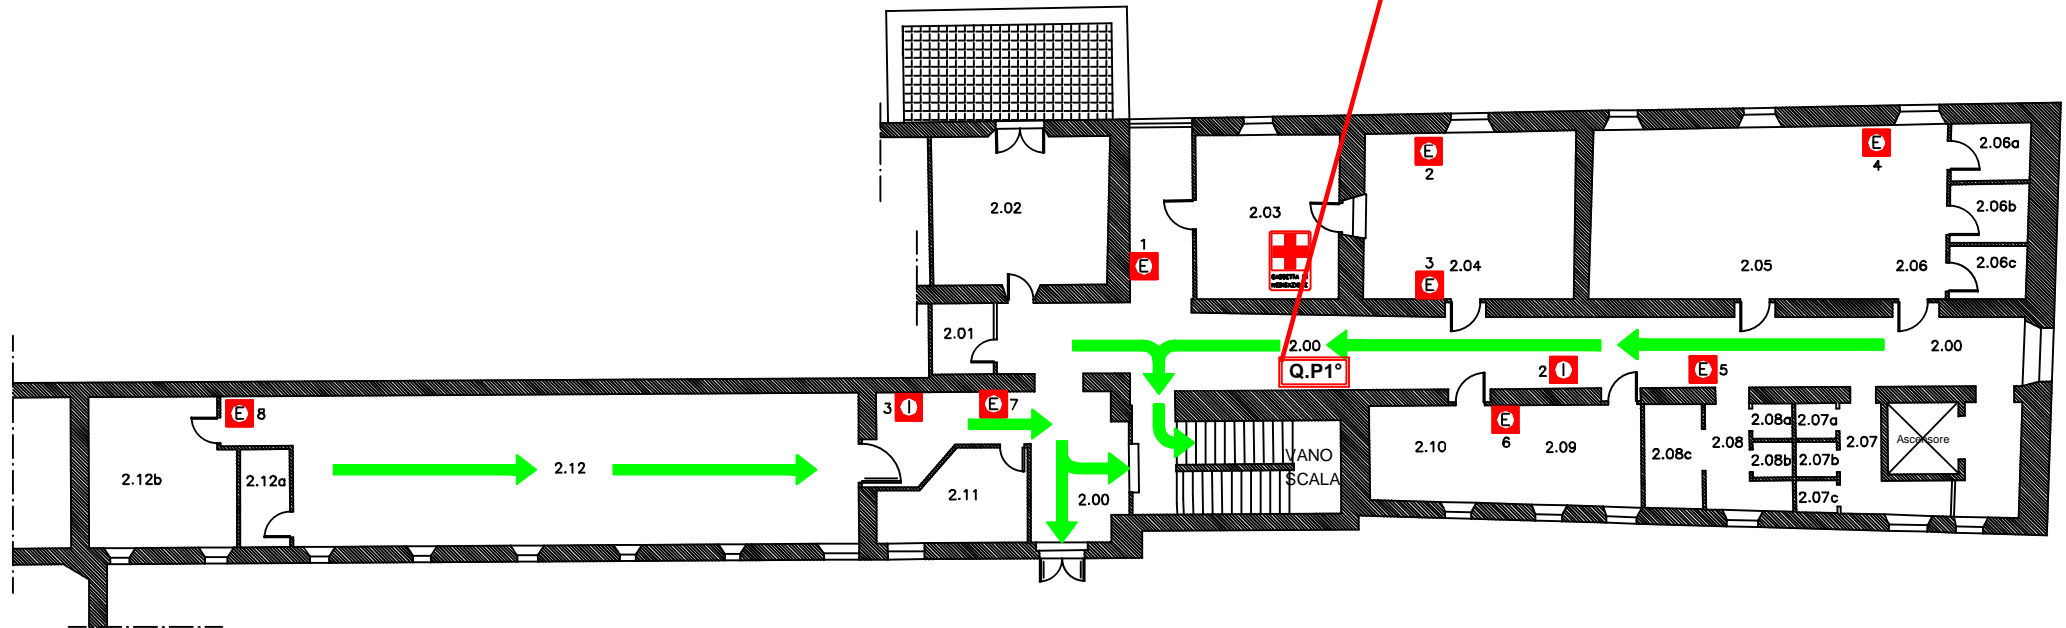 2.06a
E
2
E
4
2.02
2.03
2.06b
1
E
CASSETTA DI
MEDICAZIONE
3
E
2.04
2.05
2.06
2.06c
2.01
2.00
2.00
Q.P1°
2 I
E 5
E 8
3 I
E 7
E
6
2.08a
2.07a
2.10
2.09
2.08
2.07
Ascensore
VANO
SCALA
2.08c
2.08b
2.07b
2.12
2.12b
2.12a
2.11
2.00
2.07c